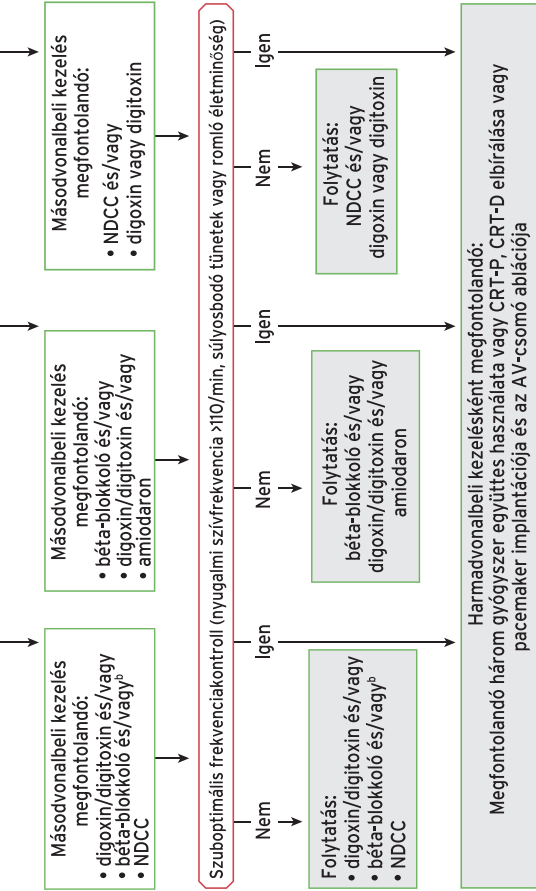 Másodvonalbeli kezelés
megfontolandó:
• digoxin/digitoxin és/vagy
• béta-blokkoló és/vagyᵇ
• NDCC
Másodvonalbeli kezelés
megfontolandó:
• béta-blokkoló és/vagy
• digoxin/digitoxin és/vagy
• amiodaron
Másodvonalbeli kezelés
megfontolandó:
• NDCC és/vagy
• digoxin vagy digitoxin
Szuboptimális frekvenciakontroll (nyugalmi szívfrekvencia >110/min, súlyosbodó tünetek vagy romló életminőség)
Nem
Igen
Nem
Igen
Nem
Igen
Folytatás:
• digoxin/digitoxin és/vagy
• béta-blokkoló és/vagyᵇ
• NDCC
Folytatás:
béta-blokkoló és/vagy
digoxin/digitoxin és/vagy
amiodaron
Folytatás:
NDCC és/vagy
digoxin vagy digitoxin
Harmadvonalbeli kezelésként megfontolandó:
Megfontolandó három gyógyszer együttes használata vagy CRT-P, CRT-D elbírálása vagy
pacemaker implantációja és az AV-csomó ablációja